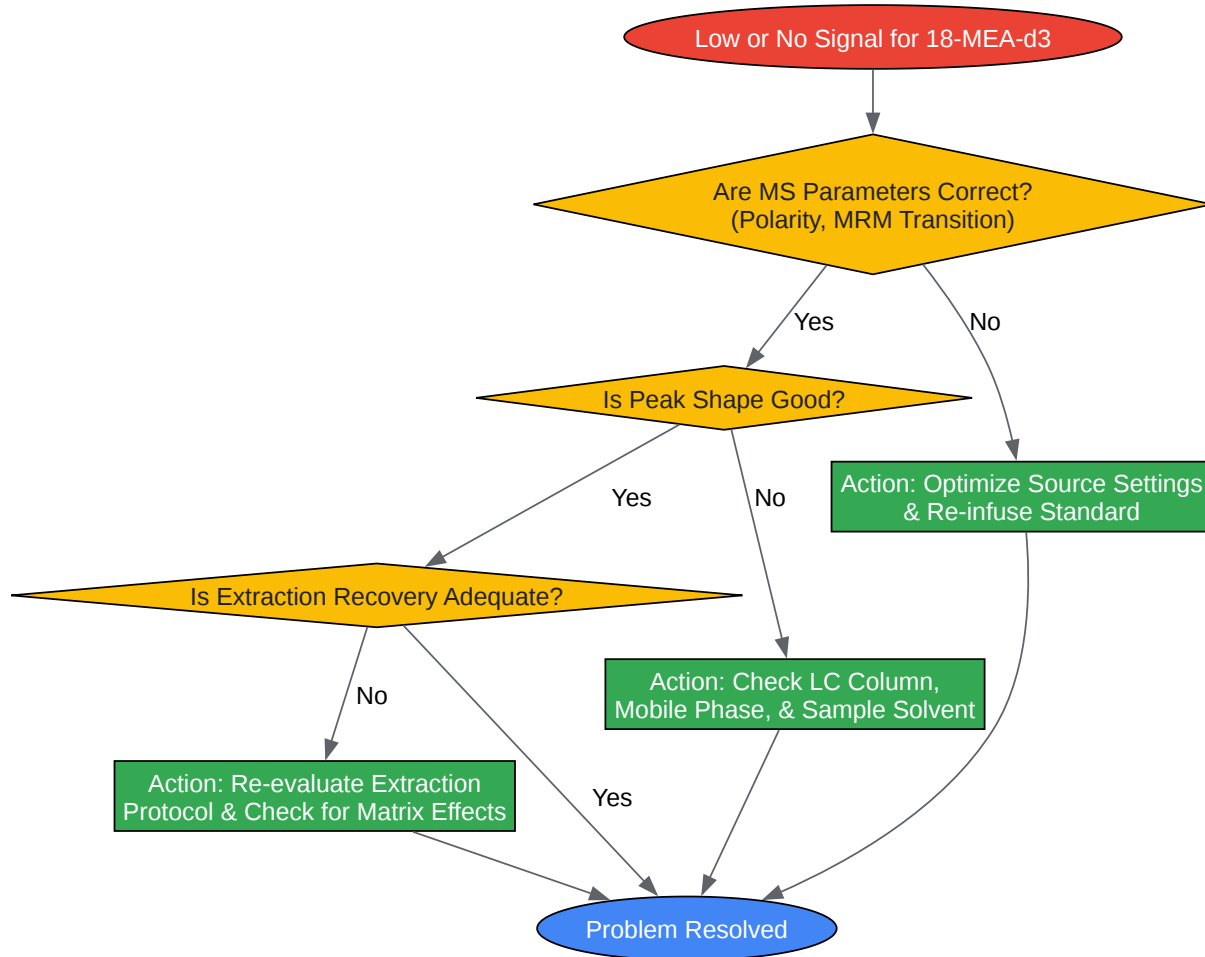 Low or No Signal for 18-MEA-d3
Are MS Parameters Correct?
(Polarity, MRM Transition)
Yes
No
Is Peak Shape Good?
Action: Optimize Source Settings
& Re-infuse Standard
Yes
No
Is Extraction Recovery Adequate?
Action: Check LC Column,
Mobile Phase, & Sample Solvent
No
Action: Re-evaluate Extraction
Protocol & Check for Matrix Effects
Yes
Problem Resolved